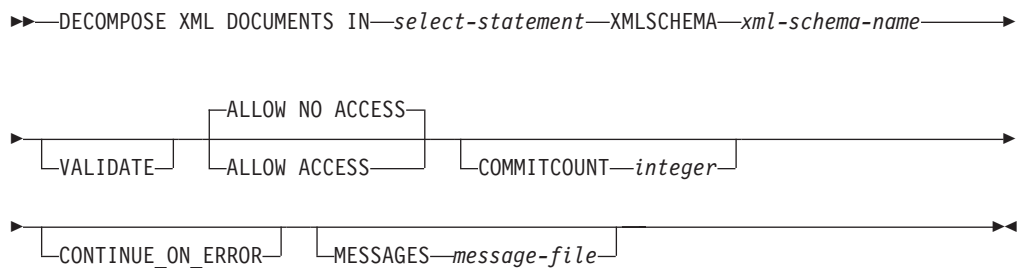 DECOMPOSE XML DOCUMENTS IN select-statement XMLSCHEMA xml-schema-name
ALLOW NO ACCESS
VALIDATE ALLOW ACCESS COMMITCOUNT integer
CONTINUE_ON_ERROR MESSAGES message-file